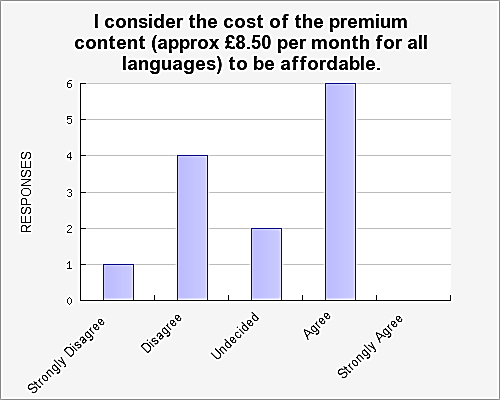 I consider the cost of the premium
content (approx £8.50 per month for all
languages) to be affordable.
RESPONSES
6
5
4
3
2
1
0
Strongly Disagree
Disagree
Undecided
Agree
Strongly Agree